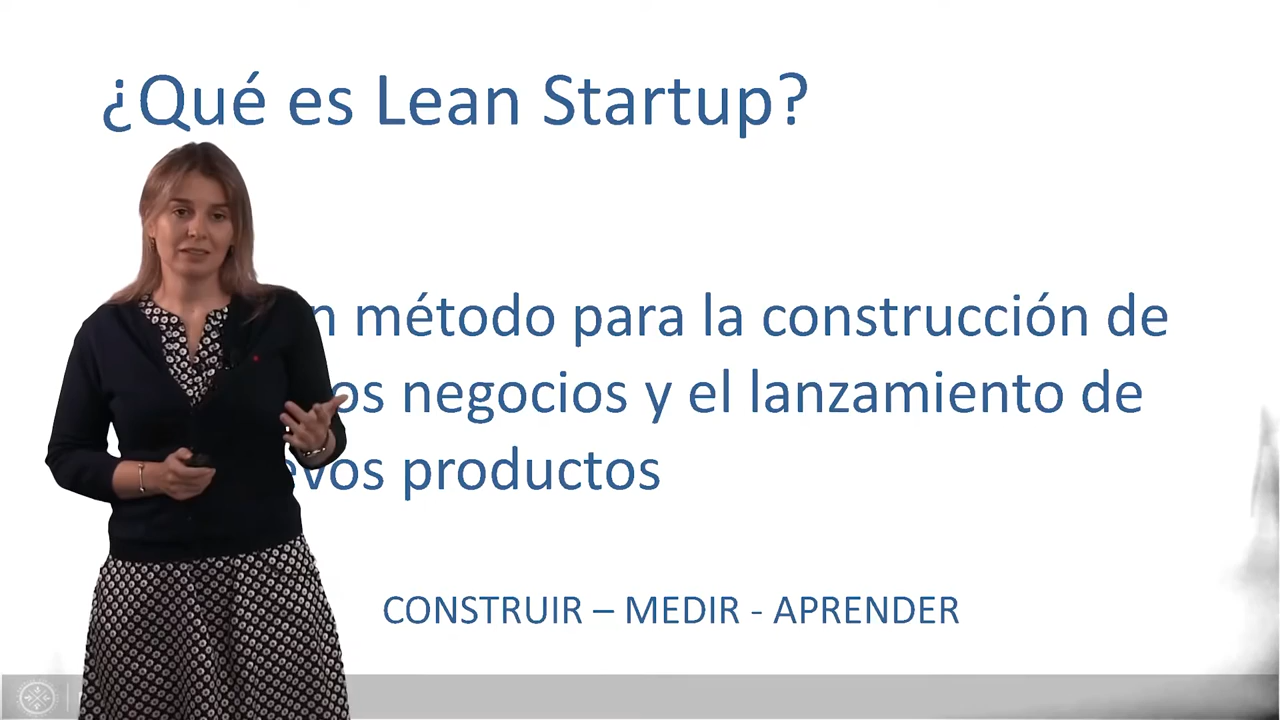 ¿Qué es Lean Startup?
método para la construcción de
negocios y el lanzamiento de
productos
CONSTRUIR – MEDIR - APRENDER